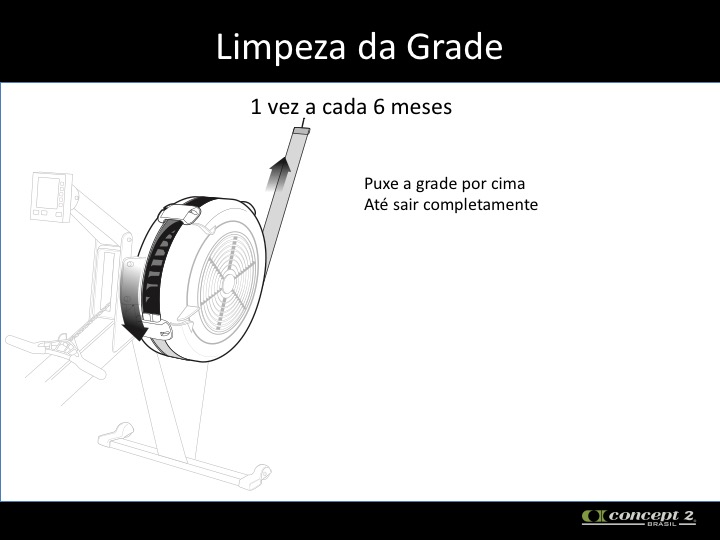 Limpeza da Grade
1 vez a cada 6 meses
Puxe a grade por cima
Até sair completamente
concept 2
BRASIL